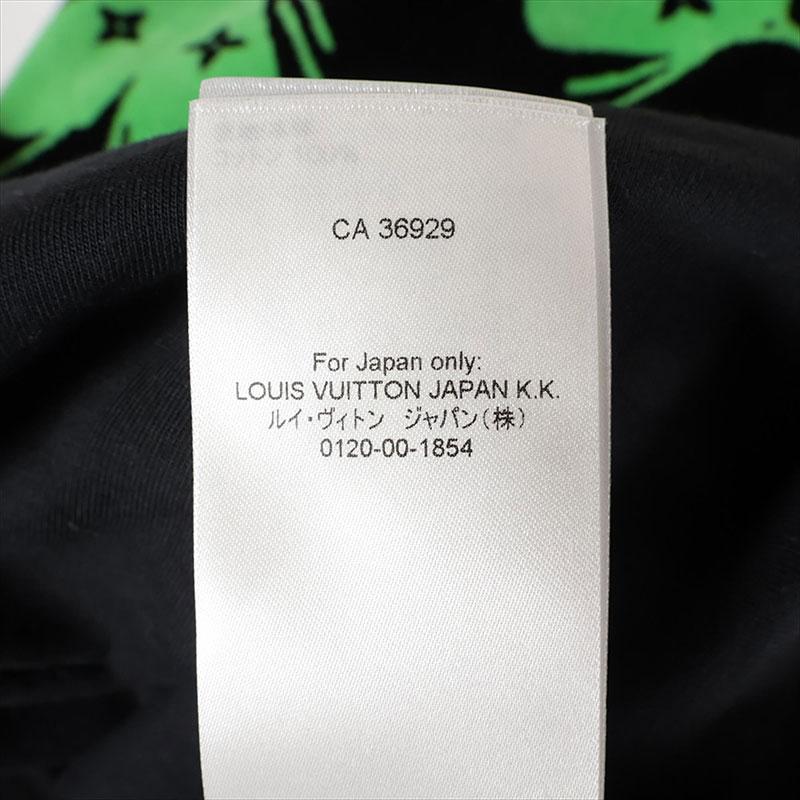 CA 36929
For Japan only:
LOUIS VUITTON JAPAN K.K.
ルイ・ヴィトン ジャパン(株)
0120-00-1854